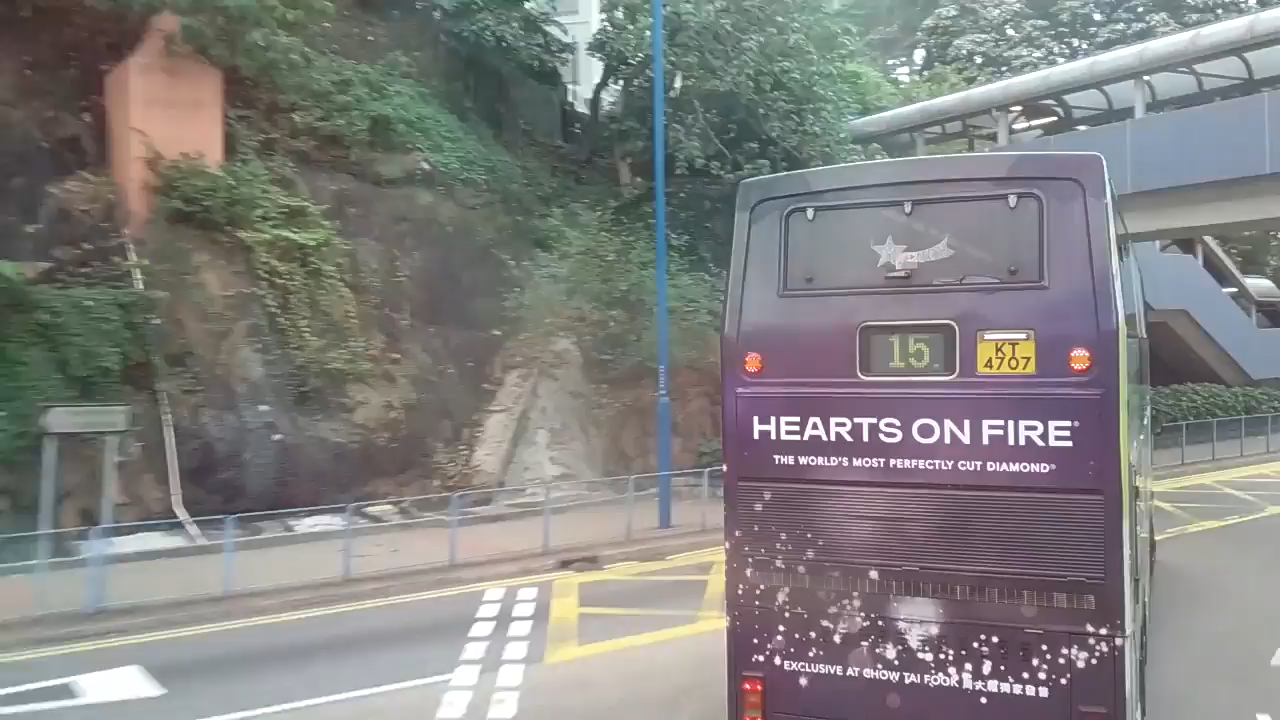 15
KT
4707
HEARTS ON FIRE®
THE WORLD'S MOST PERFECTLY CUT DIAMOND®
EXCLUSIVE AT CHOW TAI FOOK 周大福獨家發售